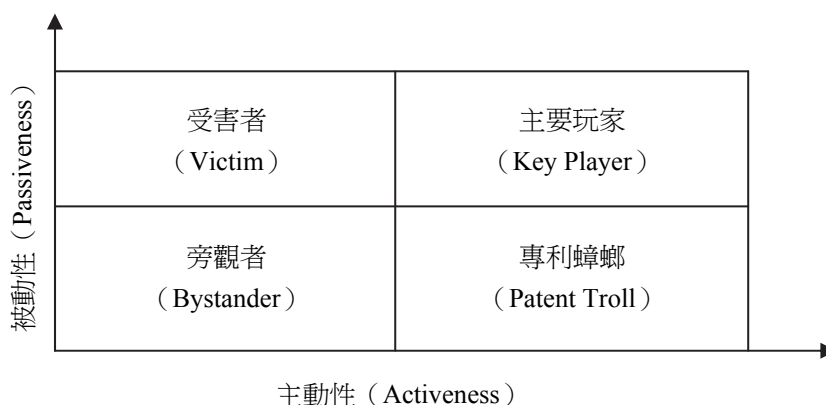 受害者
（Victim）
主要玩家
（Key Player）
旁觀者
（Bystander）
專利蟑螂
（Patent Troll）
被動性（Passiveness）
主動性（Activeness）